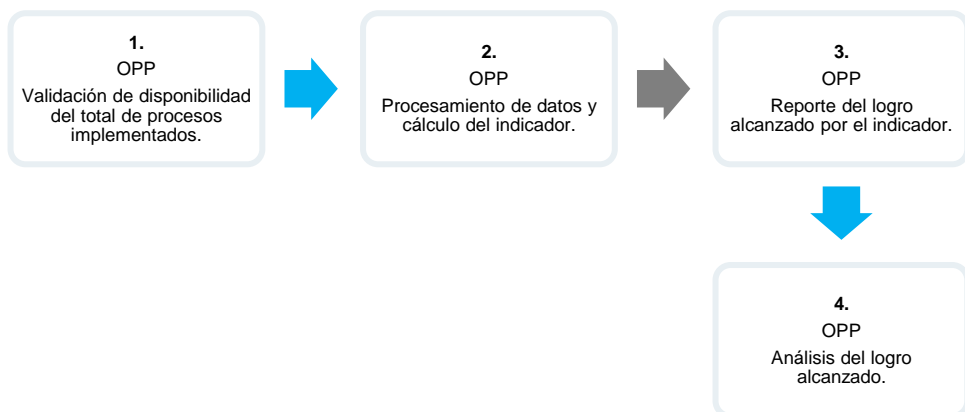 1.
OPP
Validación de disponibilidad
del total de procesos
implementados.
2.
OPP
Procesamiento de datos y
cálculo del indicador.
3.
OPP
Reporte del logro
alcanzado por el indicador.
4.
OPP
Análisis del logro
alcanzado.